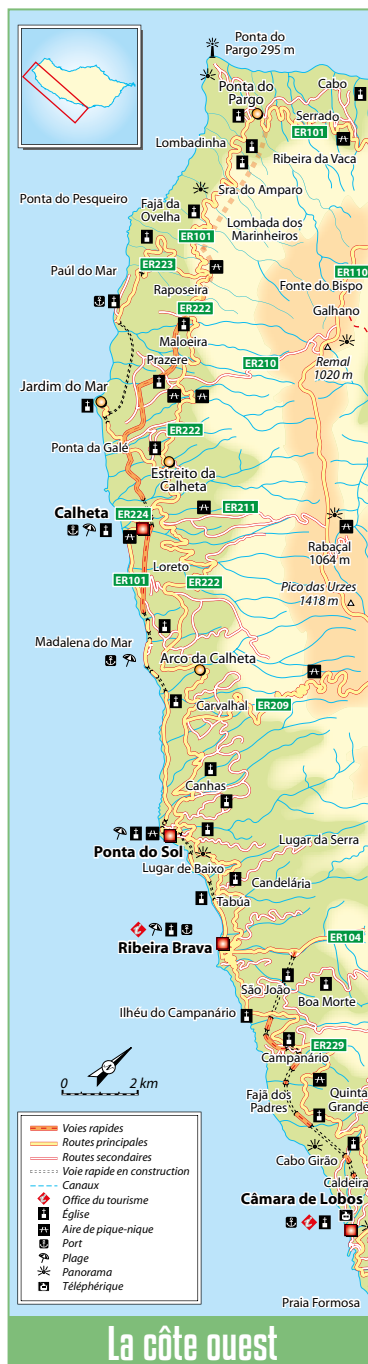 Ponta do
Pargo 295 m
Ponta do
Pargo
Cabo
Serrado
ER101
Lombadinha
Ribeira da Vaca
Sra. do Amparo
Ponta do Pesqueiro
Fajã da
Ovelha
Lombada dos
Marinheiros
ER101
ER223
ER110
Paúl do Mar
Raposeira
Fonte do Bispo
ER222
Galhano
Maloeira
Prazere
ER210
Remal
1020 m
Jardim do Mar
ER222
Ponta da Galé
Estreito da
Calheta
Calheta
ER224
ER211
Rabaçal
1064 m
Loreto
ER101
ER222
Pico das Urzes
1418 m
Madalena do Mar
Arco da Calheta
Carvalhal
ER209
Canhas
Ponta do Sol
Lugar da Serra
Lugar de Baixo
Candelária
Tabúa
Ribeira Brava
ER104
São João
Boa Morte
Ilhéu do Campanário
ER229
Campanário
Fajã dos
Padres
Quinta
Grande
0 2 km
Cabo Girão
Caldeira
Câmara de Lobos
Praia Formosa
Voies rapides
Routes principales
Routes secondaires
Voie rapide en construction
Canaux
Office du tourisme
Église
Aire de pique-nique
Port
Plage
Panorama
Téléphérique
La côte ouest